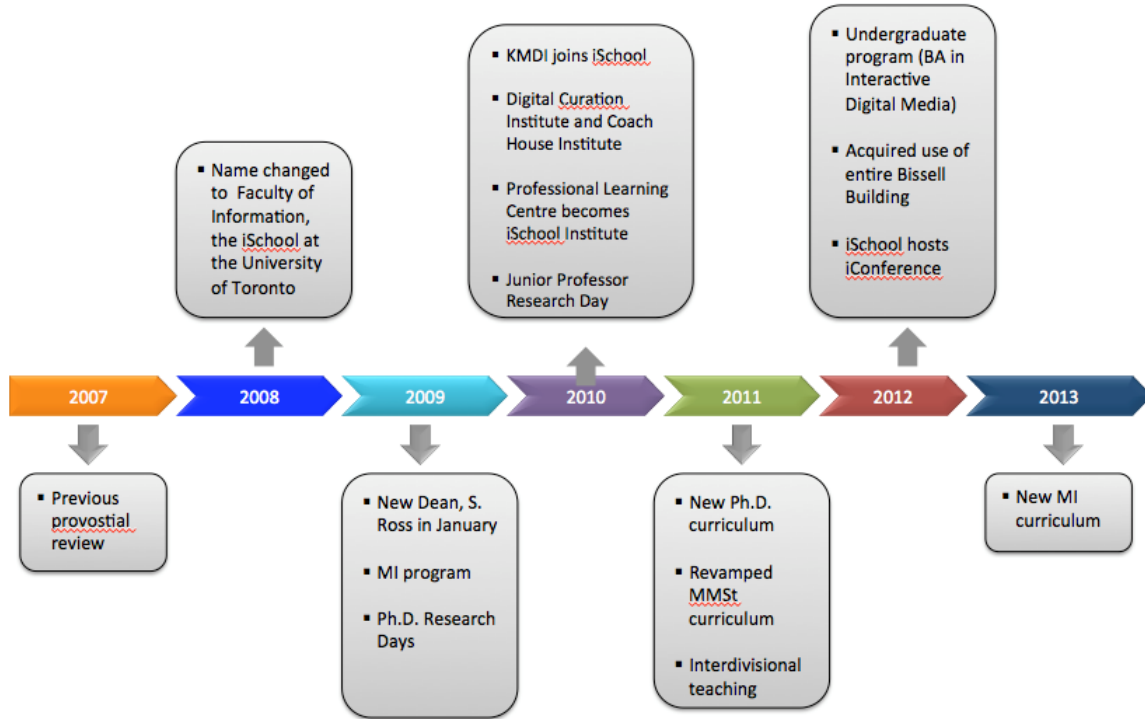 ▪ KMDI joins iSchool
▪ Digital Curation
Institute and Coach
House Institute
▪ Professional Learning
Centre becomes
iSchool Institute
▪ Junior Professor
Research Day
▪ Undergraduate
program (BA in
Interactive
Digital Media)
▪ Acquired use of
entire Bissell
Building
▪ iSchool hosts
iConference
▪ Name changed
to Faculty of
Information,
the iSchool at
the University
of Toronto
2007
2008
2009
2010
2011
2012
2013
▪ Previous
provostial
review
▪ New Dean, S.
Ross in January
▪ MI program
▪ Ph.D. Research
Days
▪ New Ph.D.
curriculum
▪ Revamped
MMSt
curriculum
▪ Interdivisional
teaching
▪ New MI
curriculum